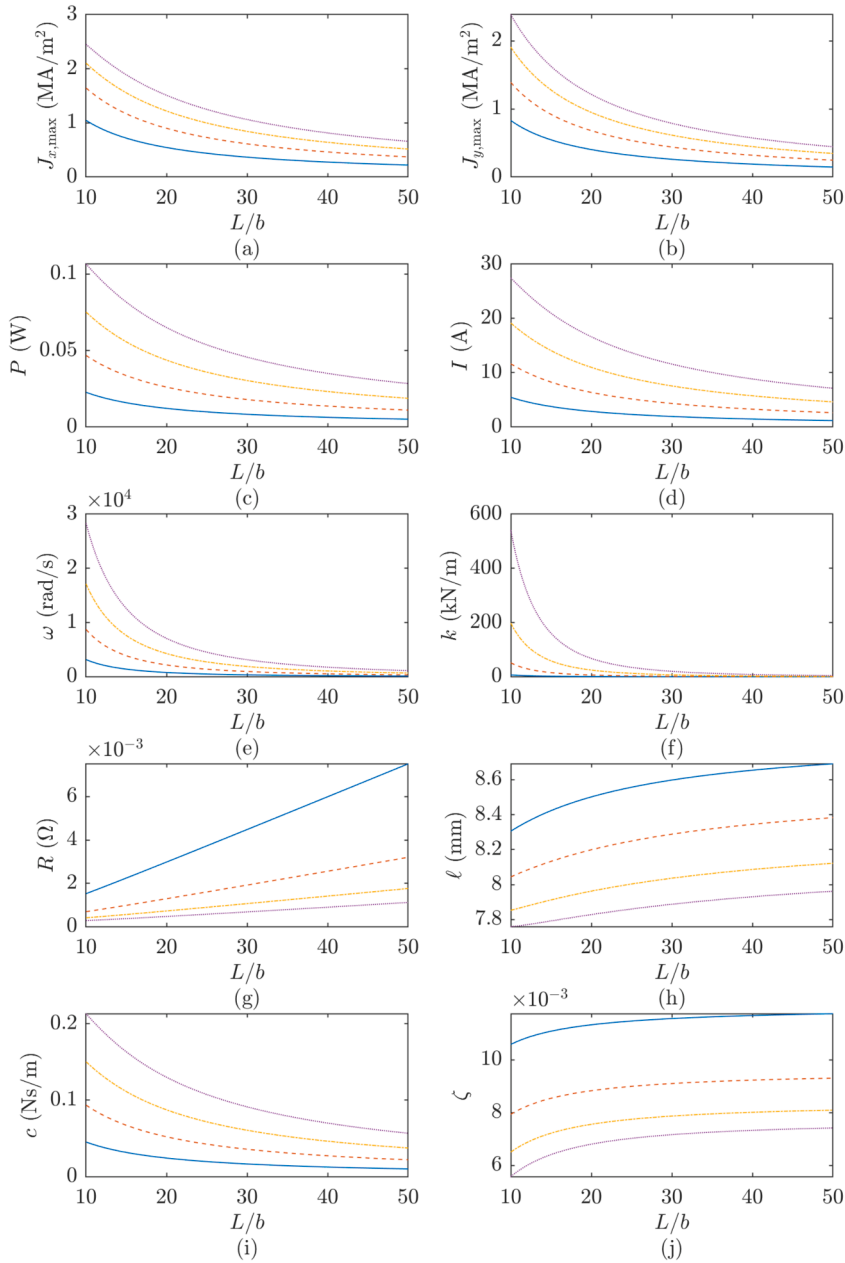 J_{x,max} (MA/m²)
3
2
1
0
10 20 30 40 50
L/b
(a)
J_{y,max} (MA/m²)
2
1
0
10 20 30 40 50
L/b
(b)
P (W)
0.1
0.05
0
10 20 30 40 50
L/b
(c)
I (A)
30
20
10
0
10 20 30 40 50
L/b
(d)
×10⁴
ω (rad/s)
3
2
1
0
10 20 30 40 50
L/b
(e)
k (kN/m)
600
400
200
0
10 20 30 40 50
L/b
(f)
×10⁻³
R (Ω)
6
4
2
0
10 20 30 40 50
L/b
(g)
ℓ (mm)
8.6
8.4
8.2
8
7.8
10 20 30 40 50
L/b
(h)
c (Ns/m)
0.2
0.1
0
10 20 30 40 50
L/b
(i)
×10⁻³
ζ
10
8
6
10 20 30 40 50
L/b
(j)